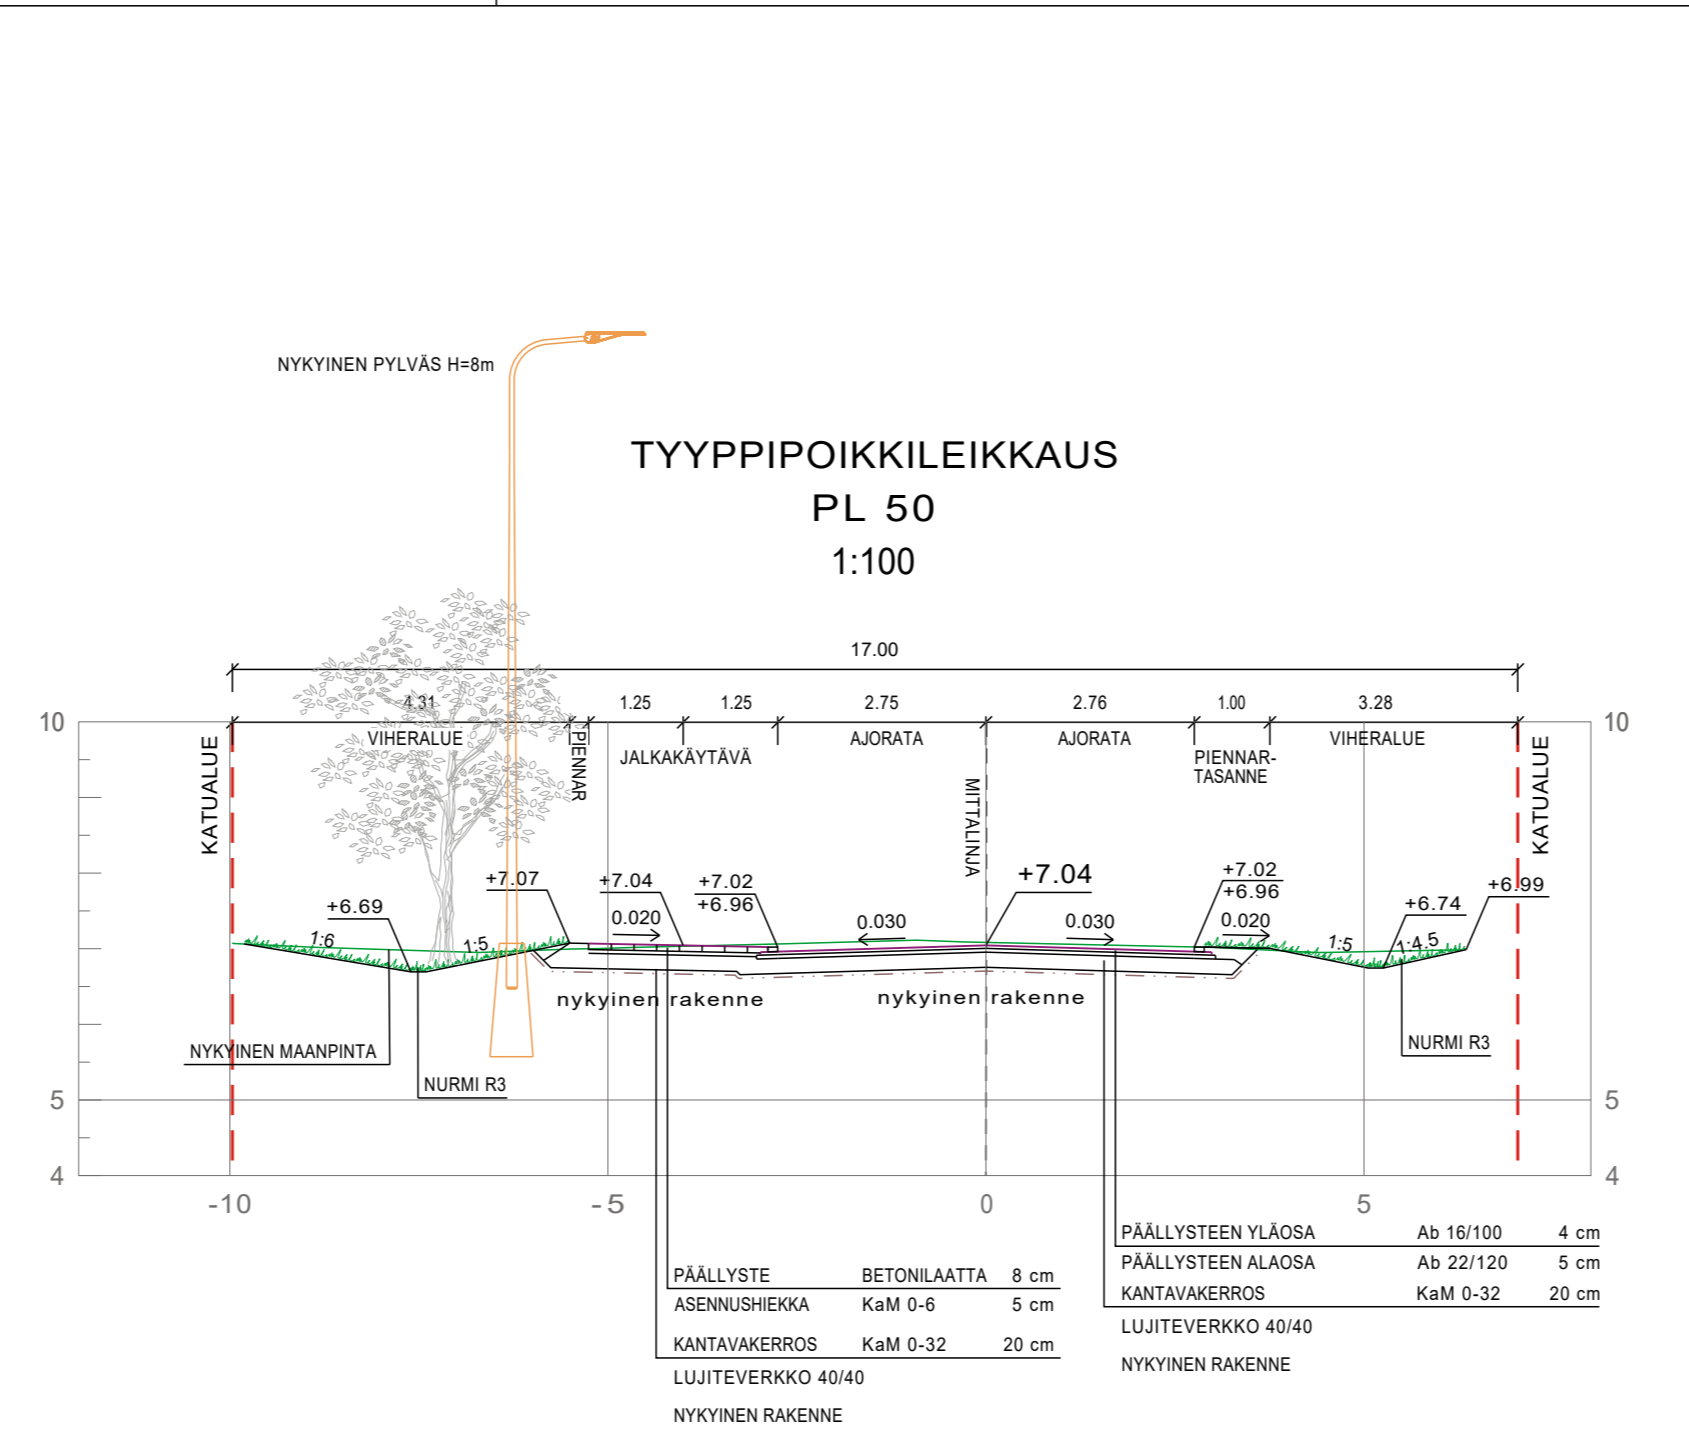 NYKYINEN PYLVÄS H=8m
TYYPPIPOIKKILEIKKAUS
PL 50
1:100
17.00
4.31 1.25 1.25 2.75 2.76 1.00 3.28
10 10
KATUALUE
VIHERALUE
PIENNAR
JALKAKÄYTÄVÄ
AJORATA
MITTALINJA
AJORATA
PIENNAR-
TASANNE
VIHERALUE
KATUALUE
+6.69
+7.07
+7.04
+7.02
+6.96
+7.04
+7.02
+6.96
+6.74
+6.99
1:6
1:5
0.020
0.030
0.030
0.020
1:5
1:4.5
nykyinen rakenne
nykyinen rakenne
NYKYINEN MAANPINTA
NURMI R3
NURMI R3
5 5
4 4
-10 -5 0 5
PÄÄLLYSTE BETONILAATTA 8 cm
ASENNUSHIEKKA KaM 0-6 5 cm
KANTAVAKERROS KaM 0-32 20 cm
LUJITEVERKKO 40/40
NYKYINEN RAKENNE
PÄÄLLYSTEEN YLÄOSA Ab 16/100 4 cm
PÄÄLLYSTEEN ALAOSA Ab 22/120 5 cm
KANTAVAKERROS KaM 0-32 20 cm
LUJITEVERKKO 40/40
NYKYINEN RAKENNE